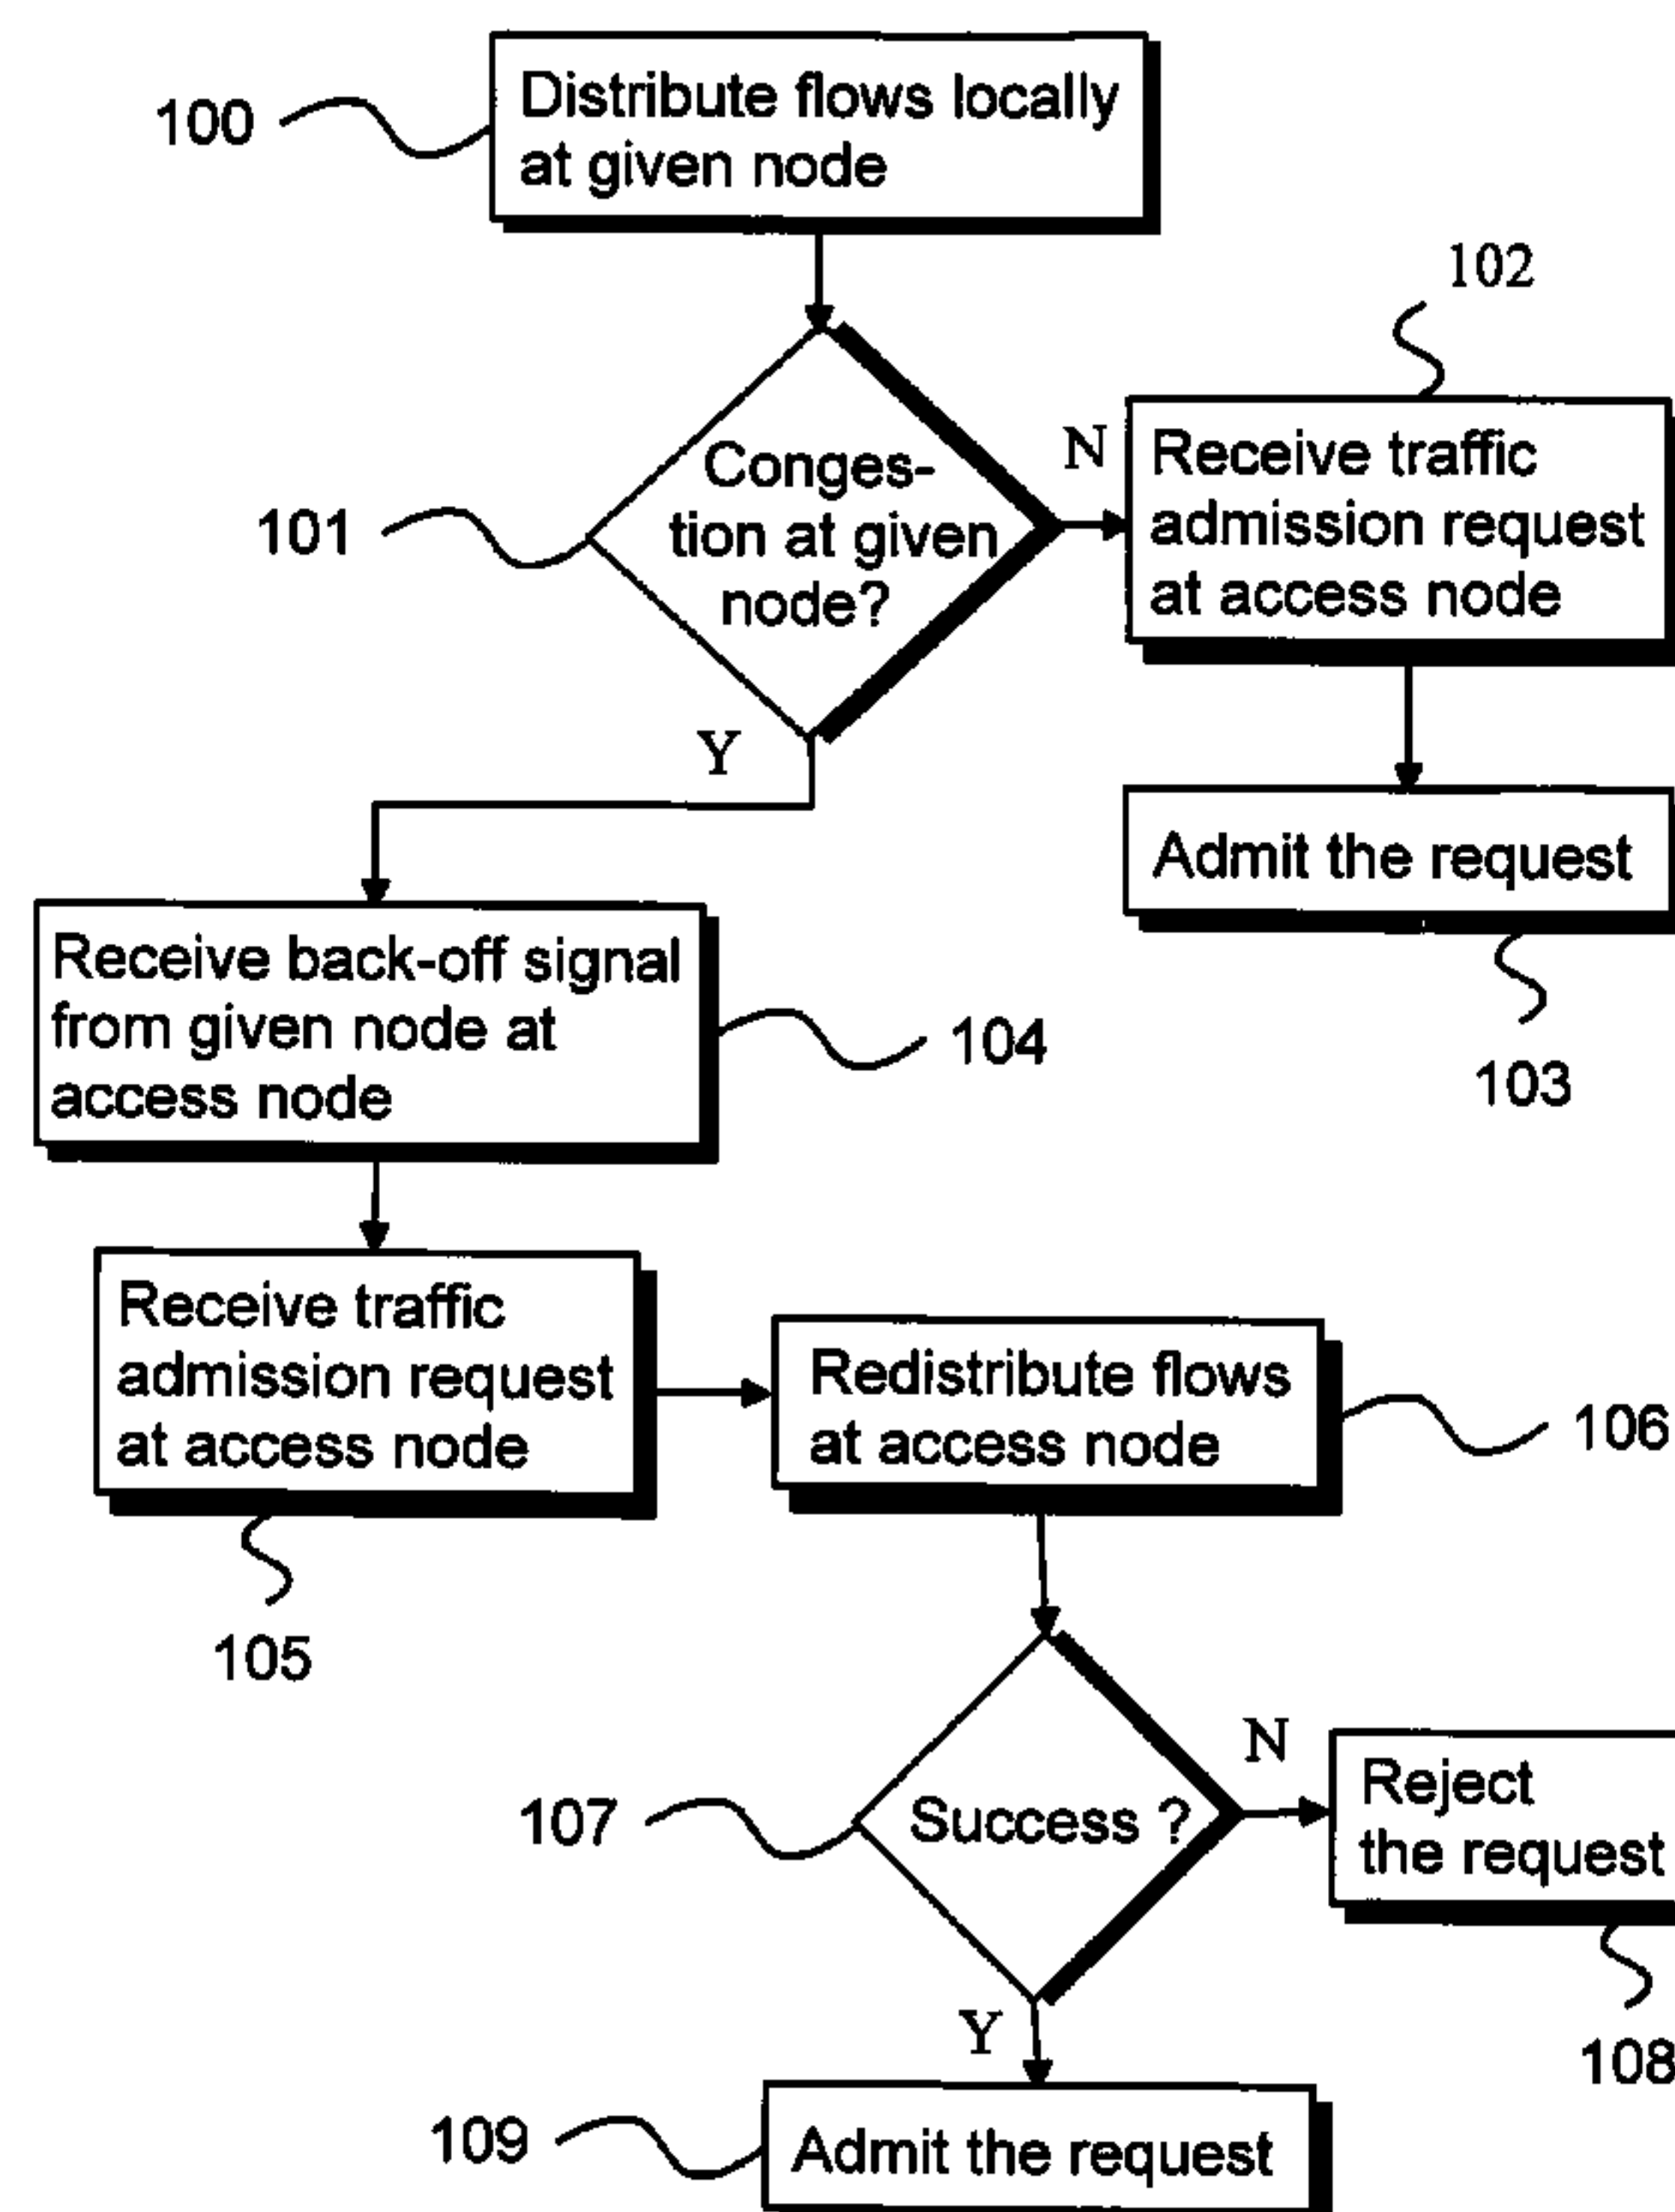 100
Distribute flows locally
at given node
102
101
Conges-
tion at given
node?
N
Receive traffic
admission request
at access node
Y
Admit the request
103
Receive back-off signal
from given node at
access node
104
Receive traffic
admission request
at access node
105
Redistribute flows
at access node
106
107
Success ?
N
Reject
the request
108
Y
109
Admit the request